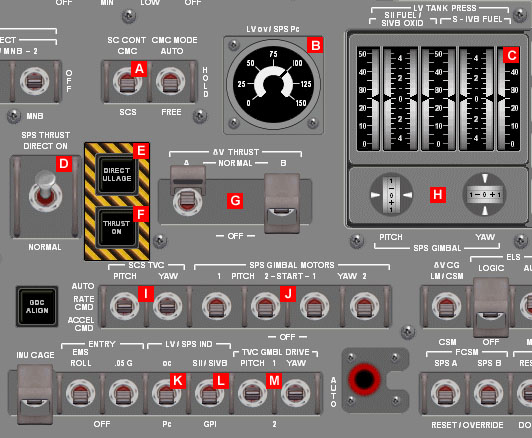 OFF
MIN
LOW
OFF
LV TANK PRESS
SII FUEL/
SIVB OXID
S - IVB FUEL
ECT
/ MNB - 2
OFF
MNB
SC CONT
CMC
CMC MODE
AUTO
A
HOLD
SCS
FREE
LV α/ SPS Pc
B
0
25
50
75
100
125
150
C
50
40
30
20
10
0
4
2
0
2
4
50
40
30
20
10
0
SPS THRUST
DIRECT ON
D
NORMAL
E
DIRECT
ULLAGE
F
THRUST
ON
ΔV THRUST
A
NORMAL
B
G
OFF
1 0 1
1 - 0 + 1
H
PITCH
YAW
SPS GIMBAL
GDC
ALIGN
AUTO
RATE
CMD
ACCEL
CMD
SCS TVC
PITCH
YAW
I
SPS GIMBAL MOTORS
1
PITCH
2 -START - 1
YAW
2
J
OFF
ΔV CG
LM/CSM
CSM
ELS
LOGIC
AU
OFF
M
IMU CAGE
ENTRY
EMS
ROLL
.05 G
OFF
LV/SPS IND
α
SII/SIVB
K
L
Pc
GPI
TVC GMBL DRIVE
PITCH
1
YAW
M
2
AUTO
FCSM
SPS A
SPS B
RESET/OVERRIDE
DO